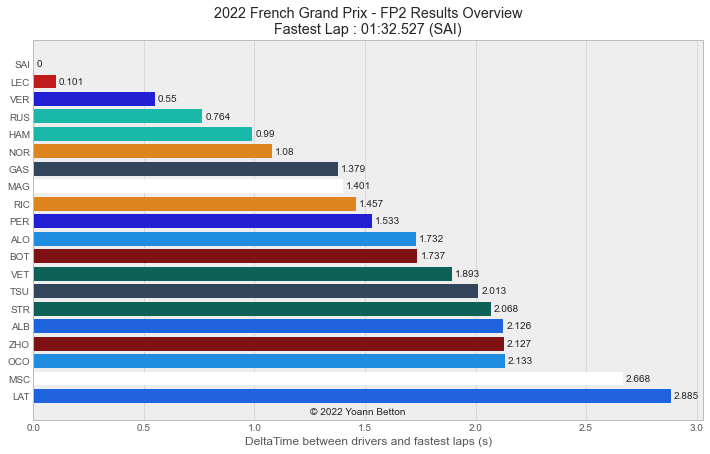 2022 French Grand Prix - FP2 Results Overview
Fastest Lap : 01:32.527 (SAI)
SAI 0
LEC 0.101
VER 0.55
RUS 0.764
HAM 0.99
NOR 1.08
GAS 1.379
MAG 1.401
RIC 1.457
PER 1.533
ALO 1.732
BOT 1.737
VET 1.893
TSU 2.013
STR 2.068
ALB 2.126
ZHO 2.127
OCO 2.133
MSC 2.668
LAT 2.885
© 2022 Yoann Betton
0.0 0.5 1.0 1.5 2.0 2.5 3.0
DeltaTime between drivers and fastest laps (s)